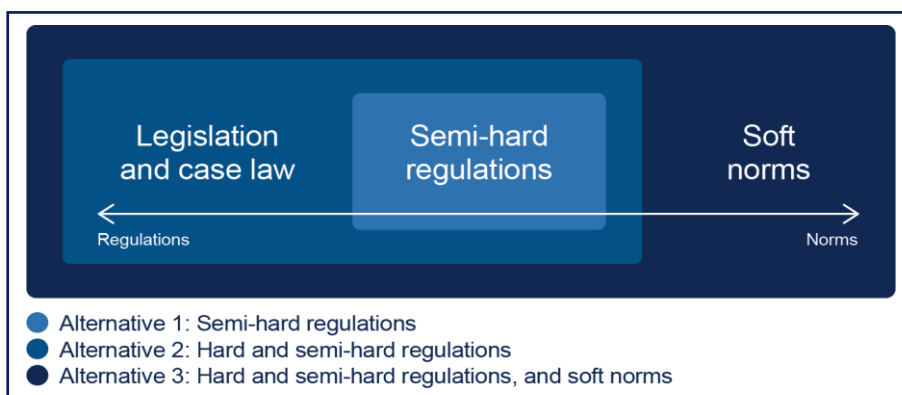 Legislation
and case law
Semi-hard
regulations
Soft
norms
Regulations
Norms
Alternative 1: Semi-hard regulations
Alternative 2: Hard and semi-hard regulations
Alternative 3: Hard and semi-hard regulations, and soft norms